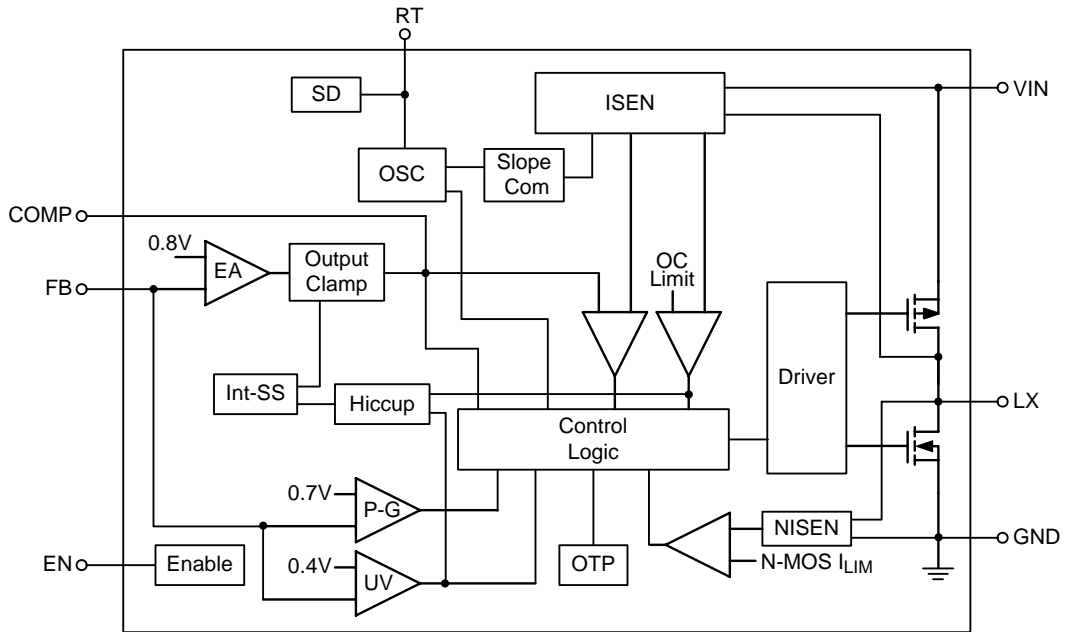 RT
SD
ISEN
VIN
OSC
Slope
Com
COMP
0.8V
EA
Output
Clamp
OC
Limit
FB
Driver
Int-SS
Hiccup
LX
Control
Logic
0.7V
P-G
NISEN
GND
EN
Enable
0.4V
UV
OTP
N-MOS I_LIM